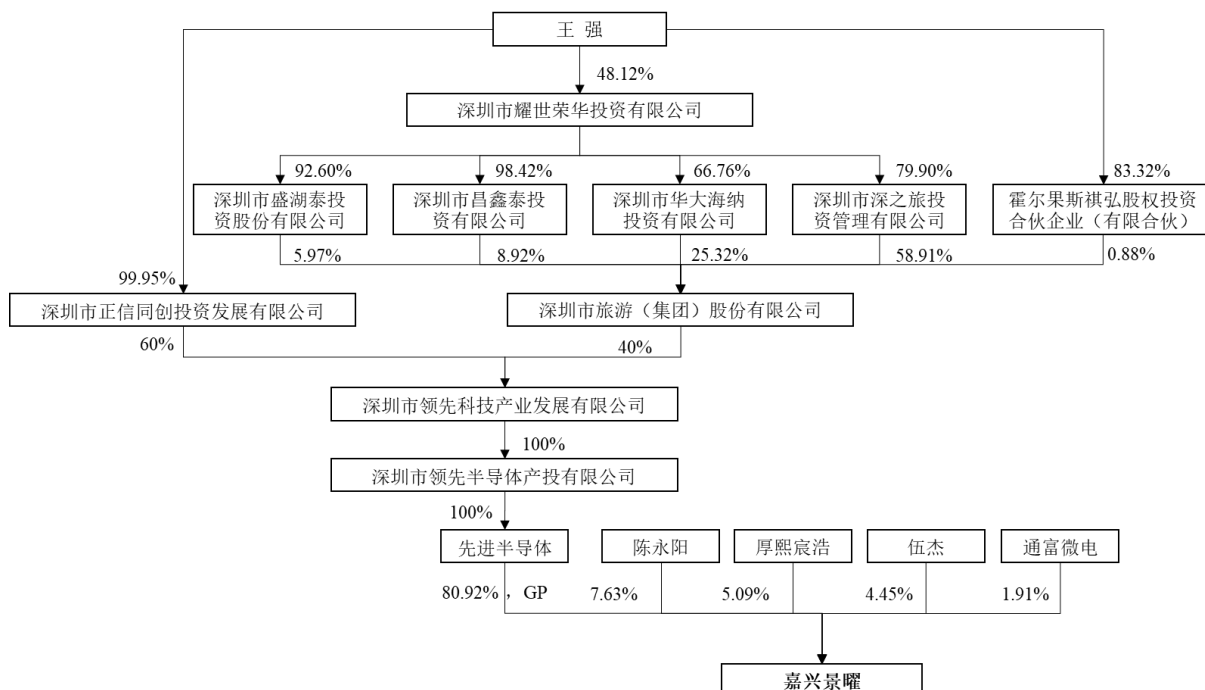 王 强
48.12%
深圳市耀世荣华投资有限公司
92.60%
98.42%
66.76%
79.90%
83.32%
深圳市盛湖泰投
资股份有限公司
深圳市昌鑫泰投
资有限公司
深圳市华大海纳
投资有限公司
深圳市深之旅投
资管理有限公司
霍尔果斯祺弘股权投资
合伙企业（有限合伙）
5.97%
8.92%
25.32%
58.91%
0.88%
99.95%
深圳市正信同创投资发展有限公司
深圳市旅游（集团）股份有限公司
60%
40%
深圳市领先科技产业发展有限公司
100%
深圳市领先半导体产投有限公司
100%
先进半导体
陈永阳
厚熙宸浩
伍杰
通富微电
80.92%，GP
7.63%
5.09%
4.45%
1.91%
嘉兴景曜